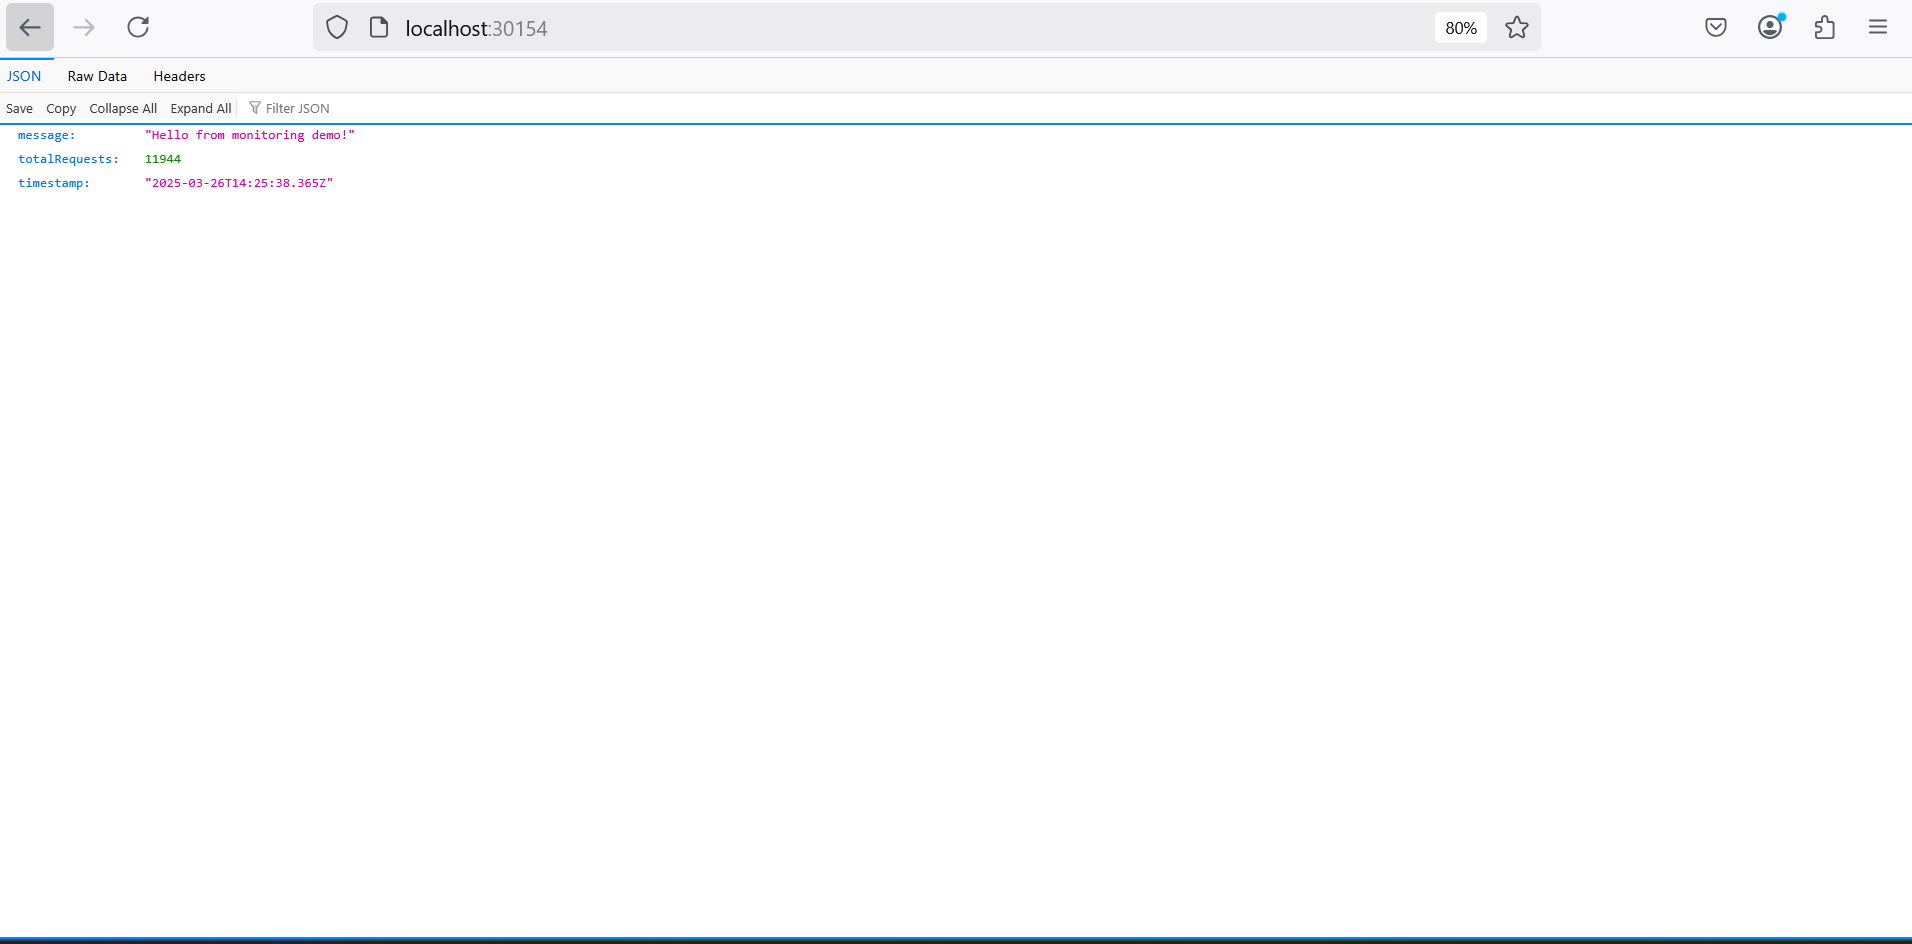 localhost:30154 80%
JSON Raw Data Headers
Save Copy Collapse All Expand All Filter JSON
message: "Hello from monitoring demo!"
totalRequests: 11944
timestamp: "2025-03-26T14:25:38.365Z"